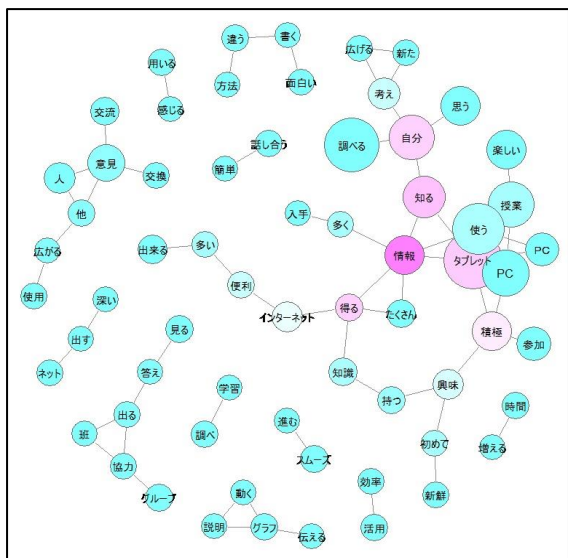 違う
書く
方法
面白い
用いる
感じる
広げる
新た
考え
自分
思う
調べる
交流
意見
人
交換
他
広がる
使用
話し合う
簡単
楽しい
授業
知る
使う
入手
多く
情報
タブレット
PC
PC
出来る
多い
便利
インターネット
得る
たくさん
積極
参加
深い
出す
ネット
見る
答え
出る
班
協力
グループ
学習
調べ
知識
持つ
興味
初めて
新鮮
時間
増える
進む
スムーズ
効率
活用
動く
説明
グラフ
伝える